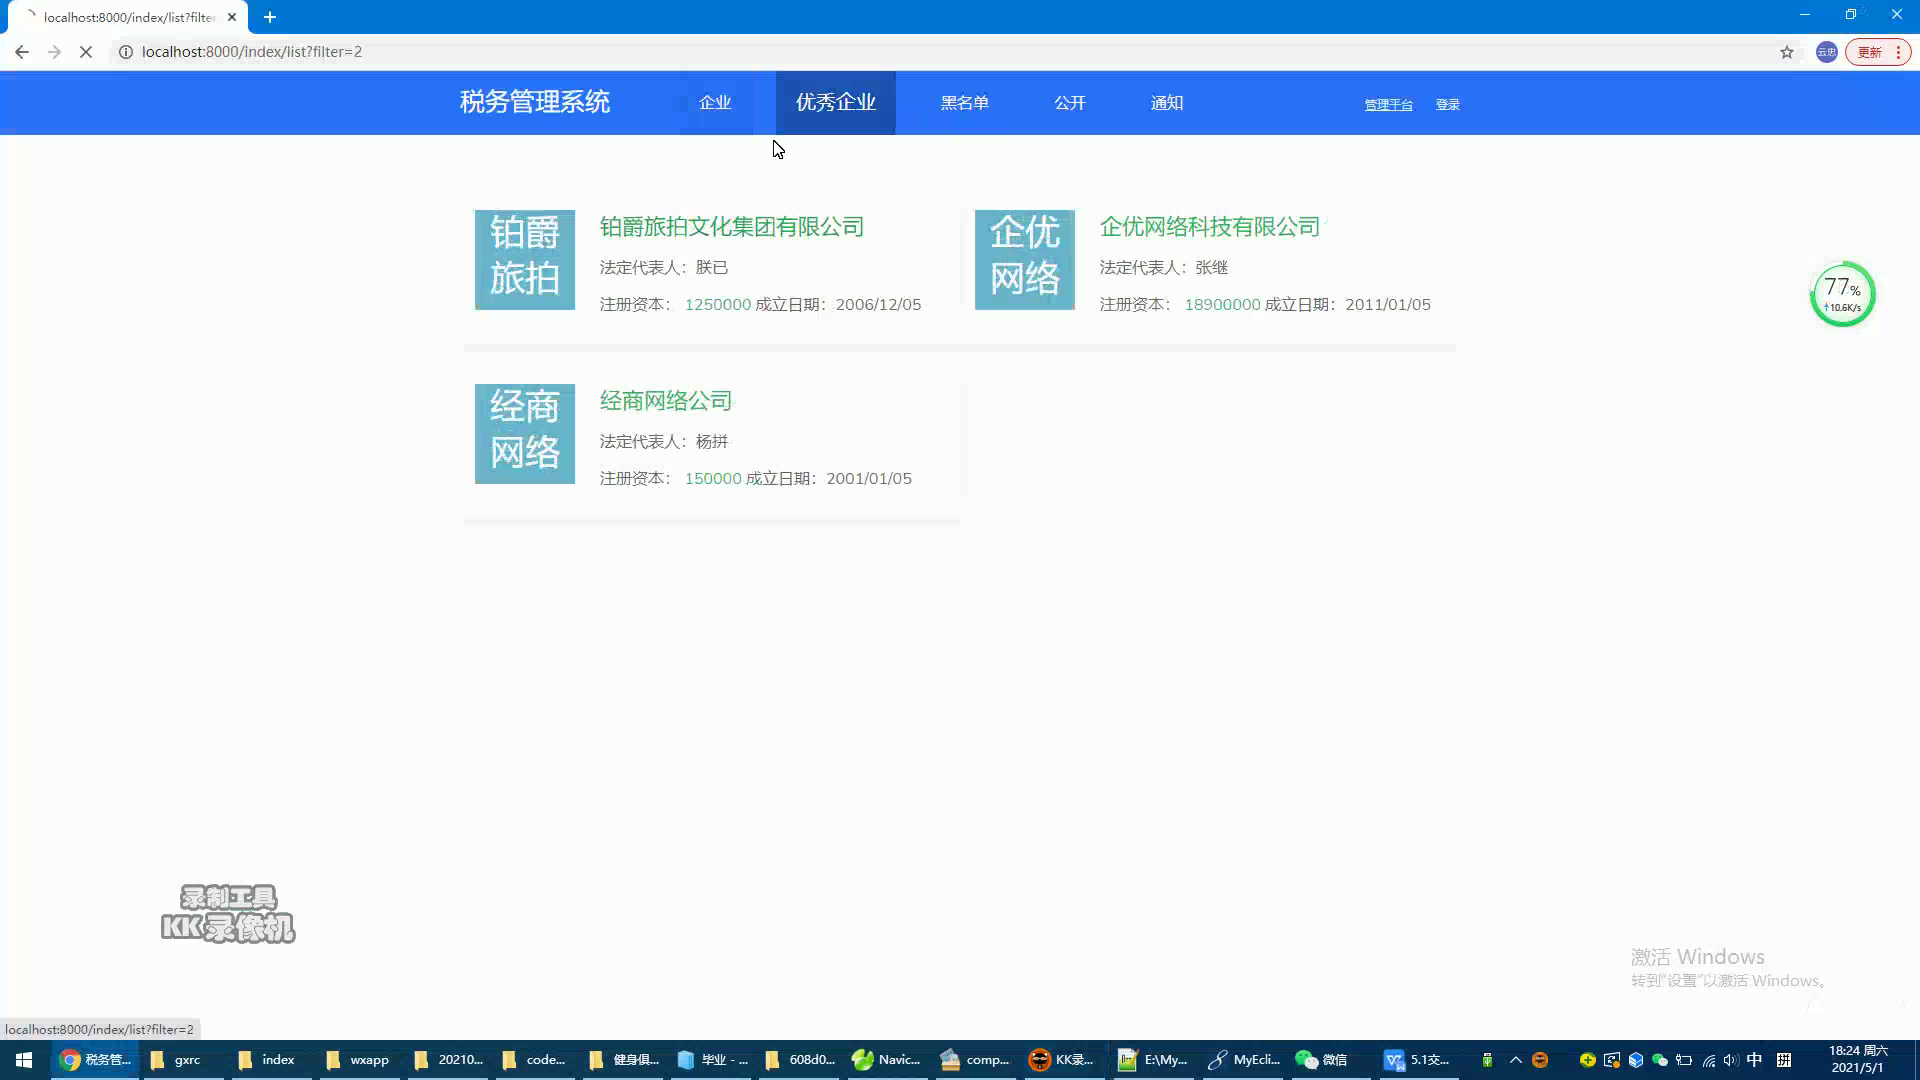 localhost:8000/index/list?filte
localhost:8000/index/list?filter=2
云忠
更新
税务管理系统
企业
优秀企业
黑名单
公开
通知
管理平台
登录
铂爵
旅拍
铂爵旅拍文化集团有限公司
法定代表人：朕已
注册资本： 1250000 成立日期：2006/12/05
企优
网络
企优网络科技有限公司
法定代表人：张继
注册资本： 18900000 成立日期：2011/01/05
77%
↑10.6K/s
经商
网络
经商网络公司
法定代表人：杨拼
注册资本： 150000 成立日期：2001/01/05
录制工具
KK录像机
激活 Windows
转到"设置"以激活 Windows。
localhost:8000/index/list?filter=2
税务管...
gxrc
index
wxapp
20210...
code...
健身俱...
毕业 - ...
608d0...
Navic...
comp...
KK录...
E:\My...
MyEcli...
微信
5.1交...
中
拼
18:24 周六
2021/5/1